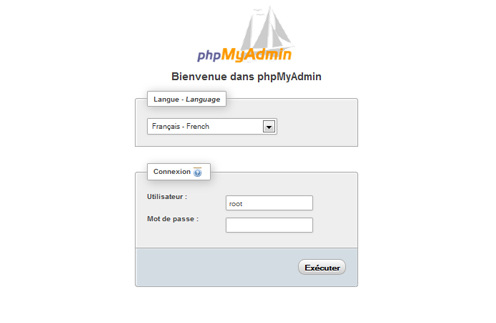 phpMyAdmin
Bienvenue dans phpMyAdmin
Langue - Language
Français - French
Connexion
Utilisateur :
root
Mot de passe :
Exécuter